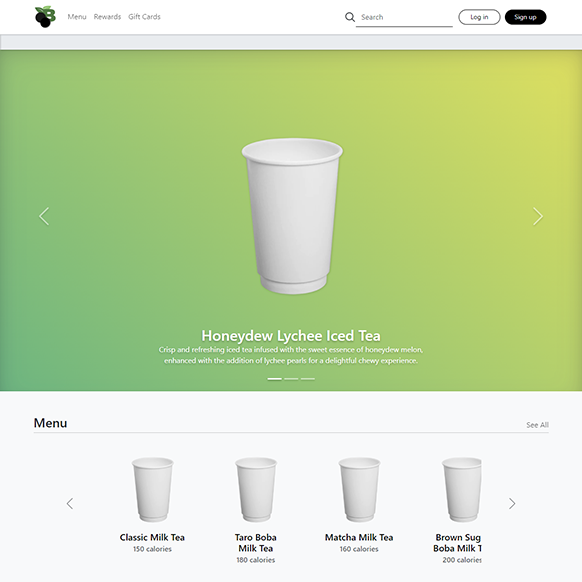 Menu Rewards Gift Cards Search Log in Sign up
Honeydew Lychee Iced Tea
Crisp and refreshing iced tea infused with the sweet essence of honeydew melon,
enhanced with the addition of lychee pearls for a delightful chewy experience.
Menu See All
Classic Milk Tea
150 calories
Taro Boba
Milk Tea
180 calories
Matcha Milk Tea
160 calories
Brown Sug
Boba Milk T
200 calories